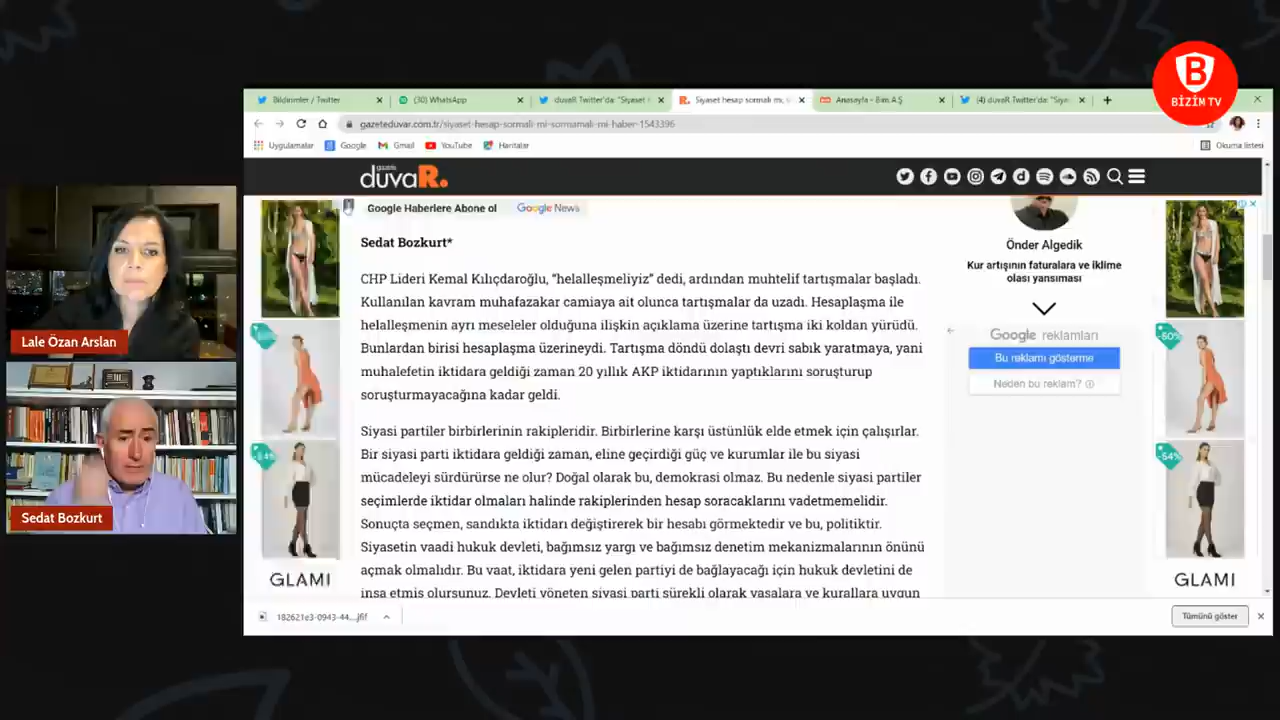 B
BİZİM TV
Bildirimler / Twitter
(30) WhatsApp
duvaR Twitter'da: "Siyaset
Siyaset hesap sormalı mı, s
Anasayfa - Bim A.Ş
(4) duvaR Twitter'da: "Siyas
gazeteduvar.com.tr/siyaset-hesap-sormali-mi-sormamali-mi-haber-1543396
Uygulamalar
Google
Gmail
YouTube
Haritalar
Okuma listesi
gazete
duvaR.
Google Haberlere Abone ol
Google News
Sedat Bozkurt*
CHP Lideri Kemal Kılıçdaroğlu, “helalleşmeliyiz” dedi, ardından muhtelif tartışmalar başladı.
Kullanılan kavram muhafazakar camiaya ait olunca tartışmalar da uzadı. Hesaplaşma ile
helalleşmenin ayrı meseleler olduğuna ilişkin açıklama üzerine tartışma iki koldan yürüdü.
Bunlardan birisi hesaplaşma üzerineydi. Tartışma döndü dolaştı devri sabık yaratmaya, yani
muhalefetin iktidara geldiği zaman 20 yıllık AKP iktidarının yaptıklarını soruşturup
soruşturmayacağına kadar geldi.
Siyasi partiler birbirlerinin rakipleridir. Birbirlerine karşı üstünlük elde etmek için çalışırlar.
Bir siyasi parti iktidara geldiği zaman, eline geçirdiği güç ve kurumlar ile bu siyasi
mücadeleyi sürdürürse ne olur? Doğal olarak bu, demokrasi olmaz. Bu nedenle siyasi partiler
seçimlerde iktidar olmaları halinde rakiplerinden hesap soracaklarını vadetmemelidir.
Sonuçta seçmen, sandıkta iktidarı değiştirerek bir hesabı görmektedir ve bu, politiktir.
Siyasetin vaadi hukuk devleti, bağımsız yargı ve bağımsız denetim mekanizmalarının önünü
açmak olmalıdır. Bu vaat, iktidara yeni gelen partiyi de bağlayacağı için hukuk devletini de
inşa etmiş olursunuz. Devleti yöneten siyasi parti sürekli olarak yasalara ve kurallara uygun
Önder Algedik
Kur artışının faturalara ve iklime
olası yansıması
Google reklamları
Bu reklamı gösterme
Neden bu reklam?
-50%
-54%
GLAMI
GLAMI
Lale Özan Arslan
Sedat Bozkurt
182621e3-0943-44....jfif
Tümünü göster